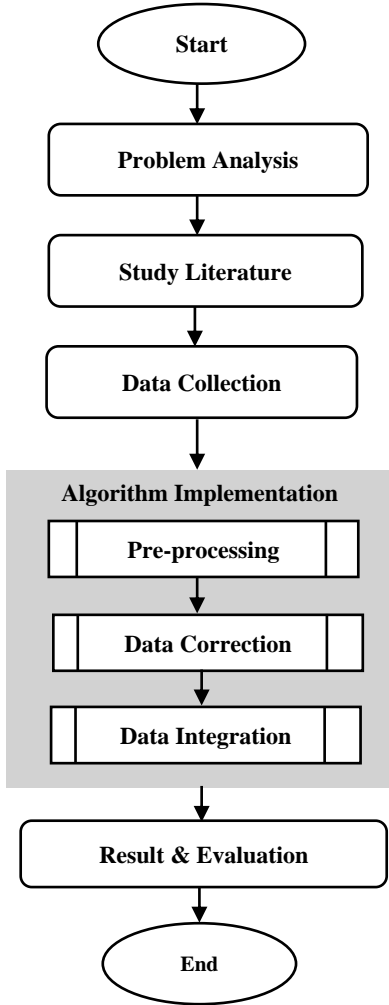 Start
Problem Analysis
Study Literature
Data Collection
Algorithm Implementation
Pre-processing
Data Correction
Data Integration
Result & Evaluation
End